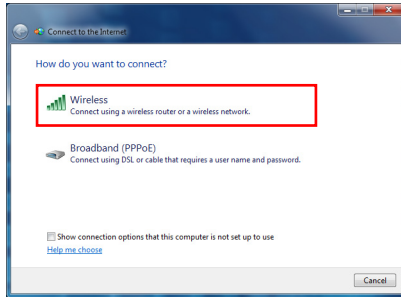 Connect to the Internet
How do you want to connect?
Wireless
Connect using a wireless router or a wireless network.
Broadband (PPPoE)
Connect using DSL or cable that requires a user name and password.
Show connection options that this computer is not set up to use
Help me choose
Cancel